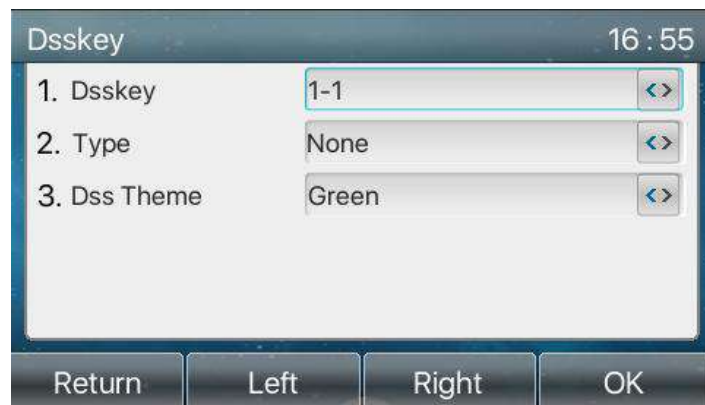 Dsskey 16:55
1. Dsskey 1-1 <>
2. Type None <>
3. Dss Theme Green <>
Return Left Right OK